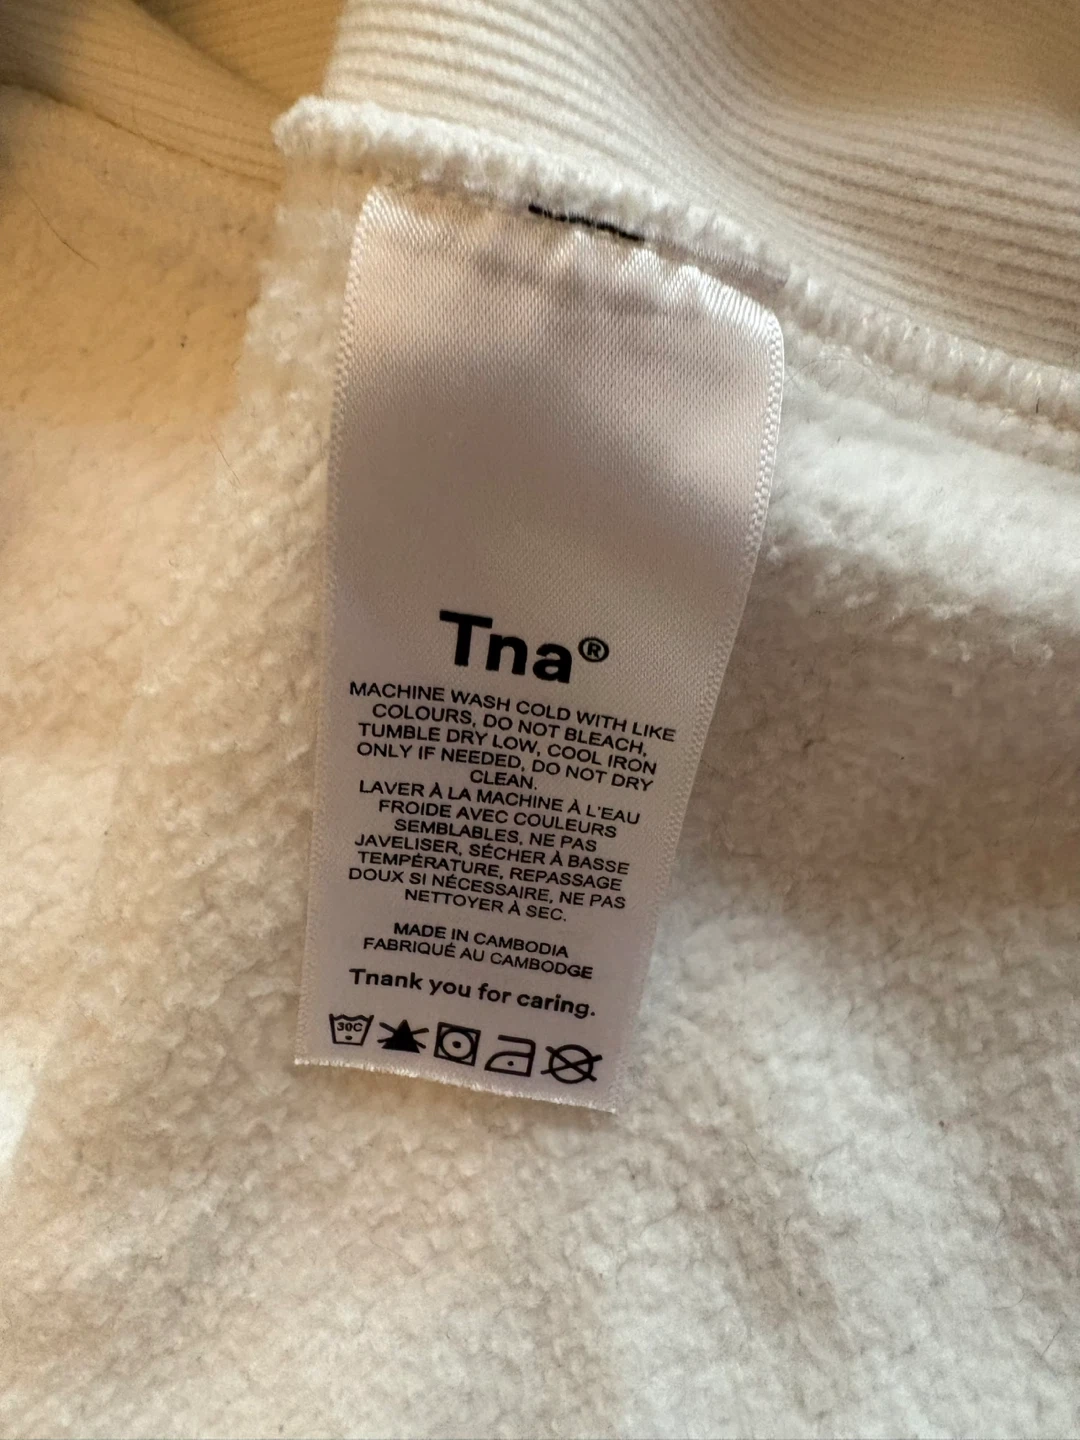 Tna®
MACHINE WASH COLD WITH LIKE
COLOURS, DO NOT BLEACH,
TUMBLE DRY LOW, COOL IRON
ONLY IF NEEDED, DO NOT DRY
CLEAN.
LAVER À LA MACHINE À L'EAU
FROIDE AVEC COULEURS
SEMBLABLES, NE PAS
JAVELISER, SÉCHER À BASSE
TEMPÉRATURE, REPASSAGE
DOUX SI NÉCESSAIRE, NE PAS
NETTOYER À SEC.
MADE IN CAMBODIA
FABRIQUÉ AU CAMBODGE
Tnank you for caring.
30C